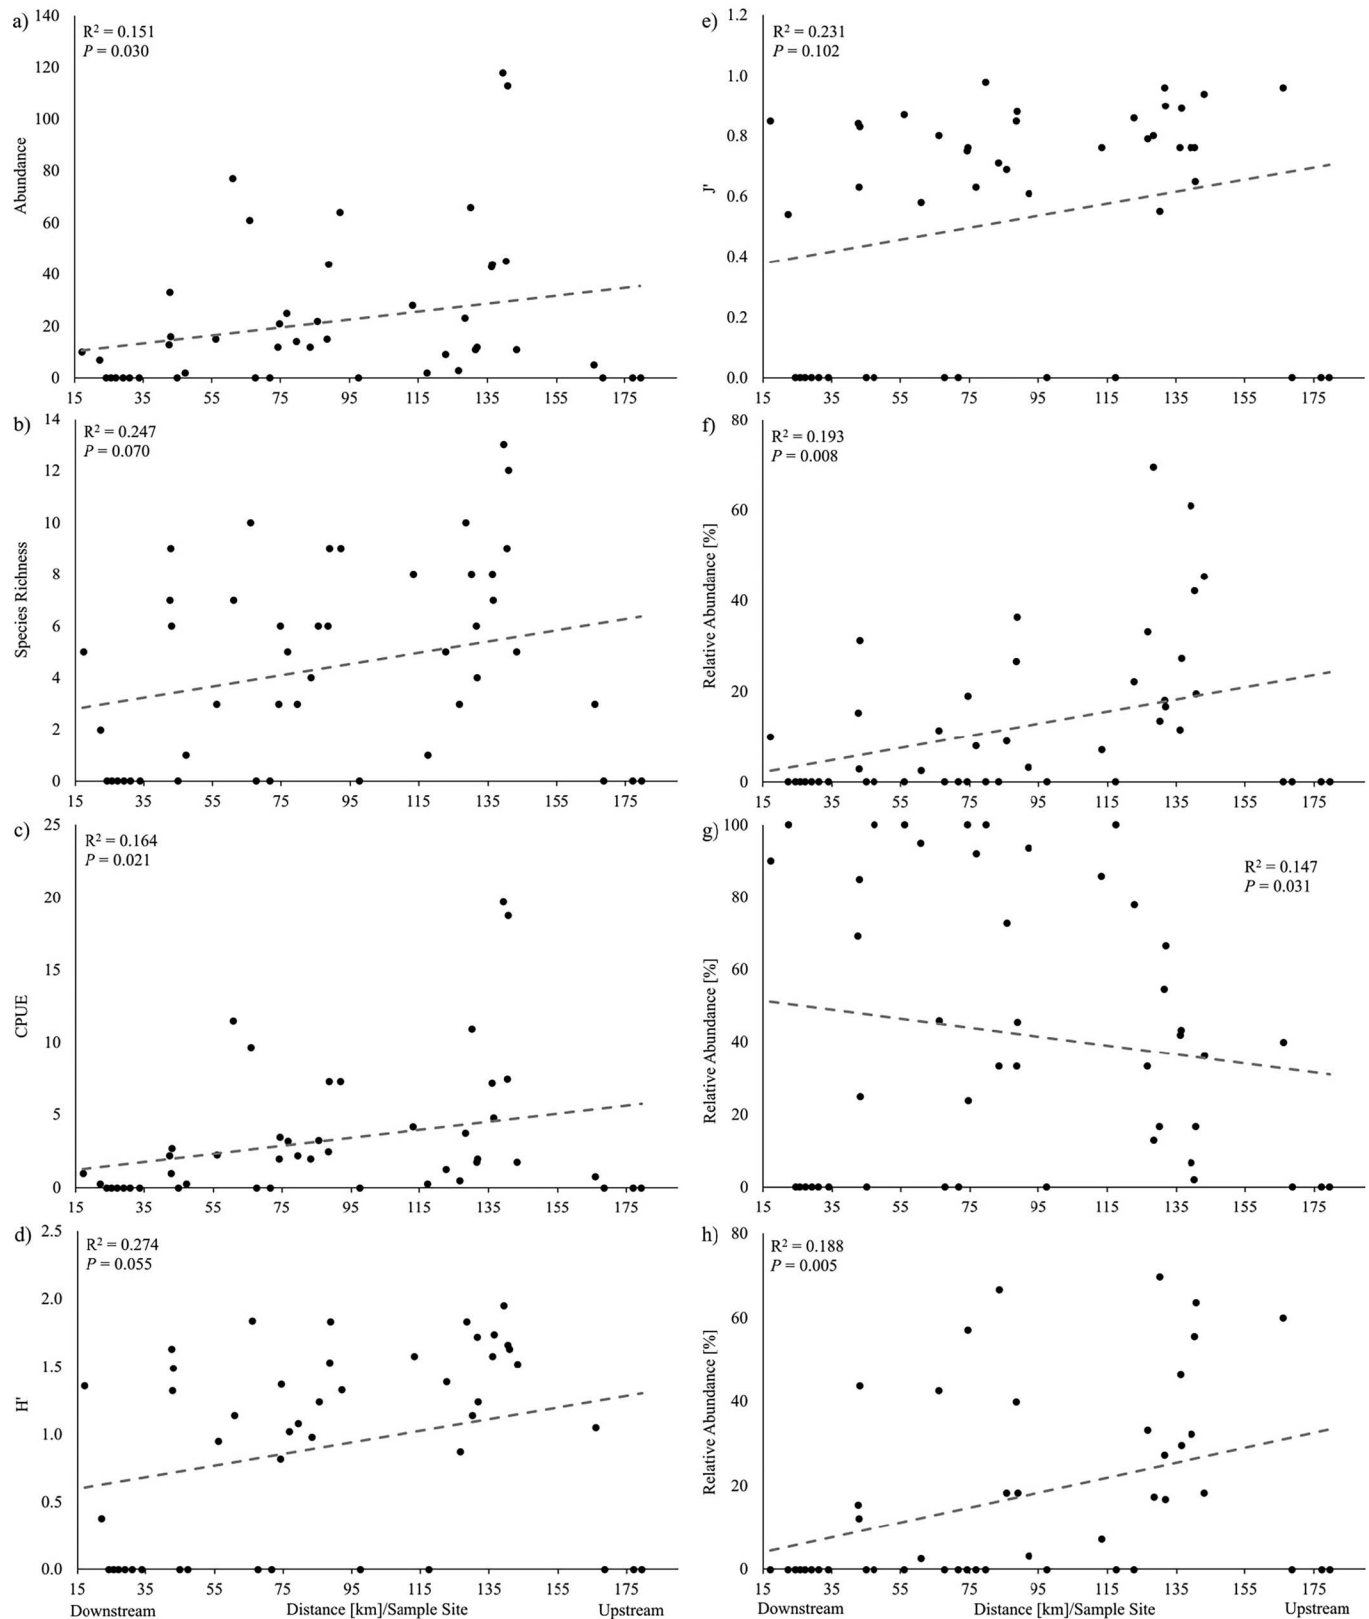 a)
R² = 0.151
P = 0.030
Abundance
140
120
100
80
60
40
20
0
15 35 55 75 95 115 135 155 175
b)
R² = 0.247
P = 0.070
Species Richness
14
12
10
8
6
4
2
0
15 35 55 75 95 115 135 155 175
c)
R² = 0.164
P = 0.021
CPUE
25
20
15
10
5
0
15 35 55 75 95 115 135 155 175
d)
R² = 0.274
P = 0.055
H'
2.5
2.0
1.5
1.0
0.5
0.0
15 35 55 75 95 115 135 155 175
Downstream Distance [km]/Sample Site Upstream
e)
R² = 0.231
P = 0.102
J'
1.2
1.0
0.8
0.6
0.4
0.2
0.0
15 35 55 75 95 115 135 155 175
f)
R² = 0.193
P = 0.008
Relative Abundance [%]
80
60
40
20
0
15 35 55 75 95 115 135 155 175
g)
R² = 0.147
P = 0.031
Relative Abundance [%]
100
80
60
40
20
0
15 35 55 75 95 115 135 155 175
h)
R² = 0.188
P = 0.005
Relative Abundance [%]
80
60
40
20
0
15 35 55 75 95 115 135 155 175
Downstream Distance [km]/Sample Site Upstream